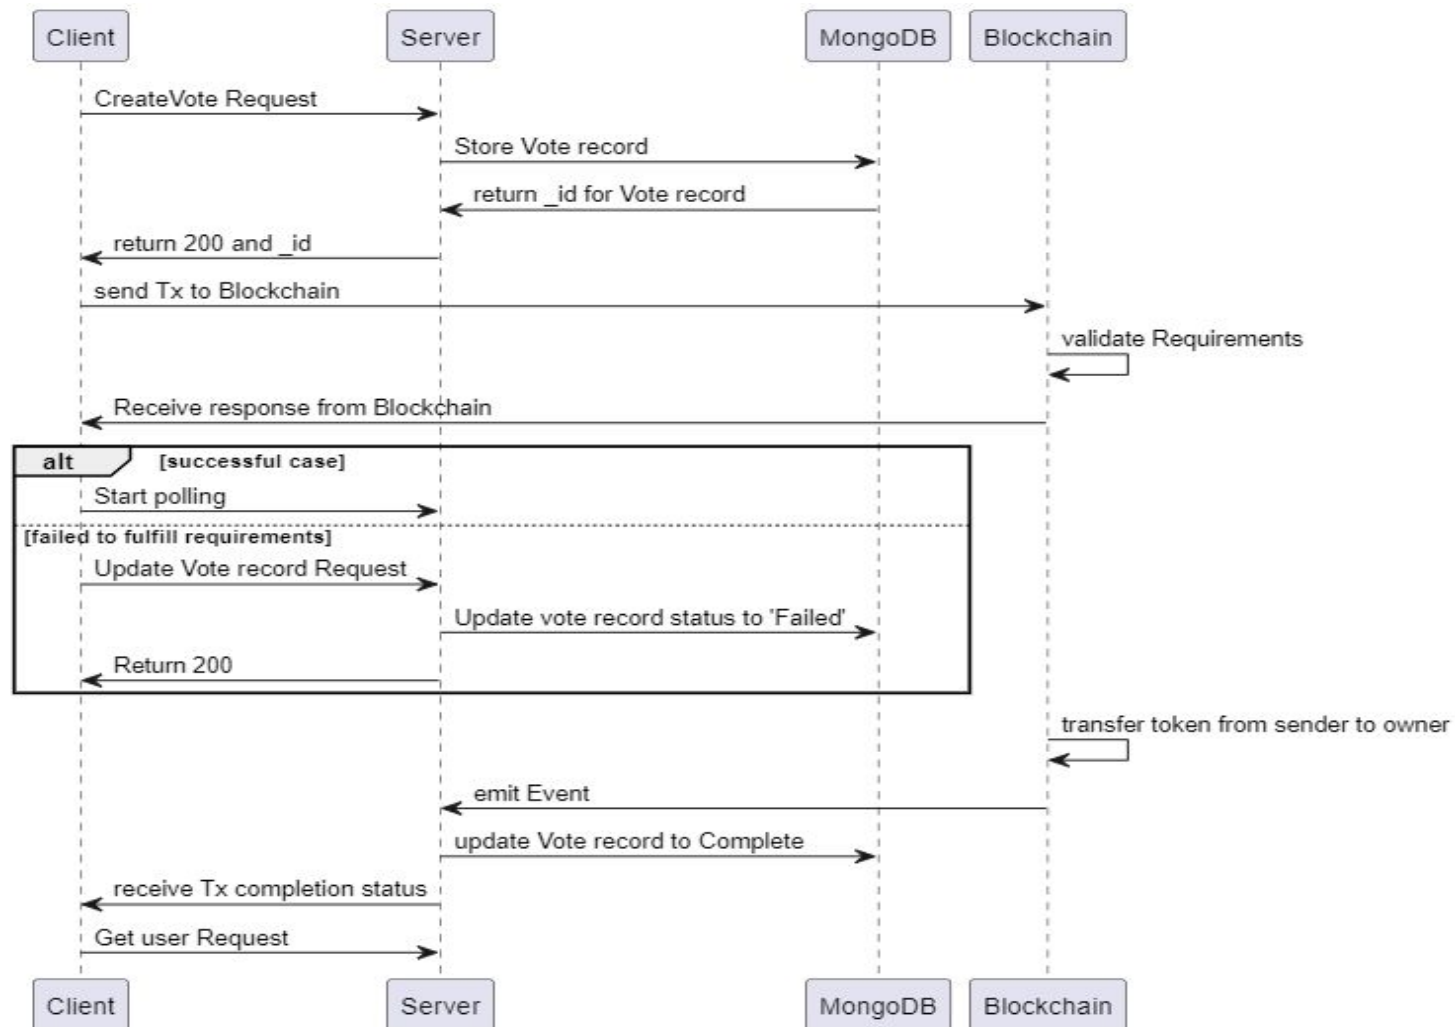 Client Server MongoDB Blockchain
CreateVote Request
Store Vote record
return _id for Vote record
return 200 and _id
send Tx to Blockchain
validate Requirements
Receive response from Blockchain
alt [successful case]
Start polling
[failed to fulfill requirements]
Update Vote record Request
Update vote record status to 'Failed'
Return 200
transfer token from sender to owner
emit Event
update Vote record to Complete
receive Tx completion status
Get user Request
Client Server MongoDB Blockchain